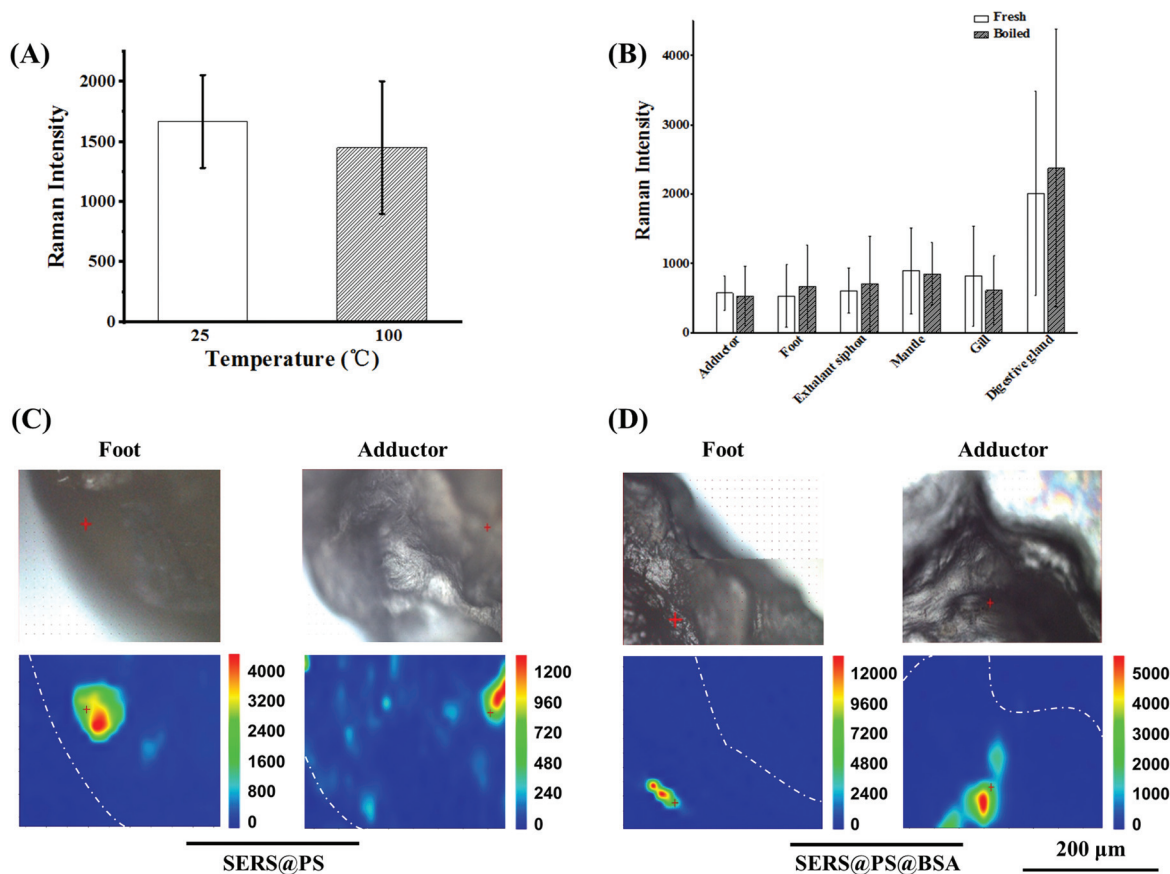 (A)
Raman Intensity
2000
1500
1000
500
0
25
100
Temperature (℃)
(B)
Fresh
Boiled
Raman Intensity
4000
3000
2000
1000
0
Adductor
Foot
Exhalant siphon
Mantle
Gill
Digestive gland
(C)
Foot
Adductor
4000
3200
2400
1600
800
0
1200
960
720
480
240
0
SERS@PS
(D)
Foot
Adductor
12000
9600
7200
4800
2400
0
5000
4000
3000
2000
1000
0
SERS@PS@BSA
200 μm